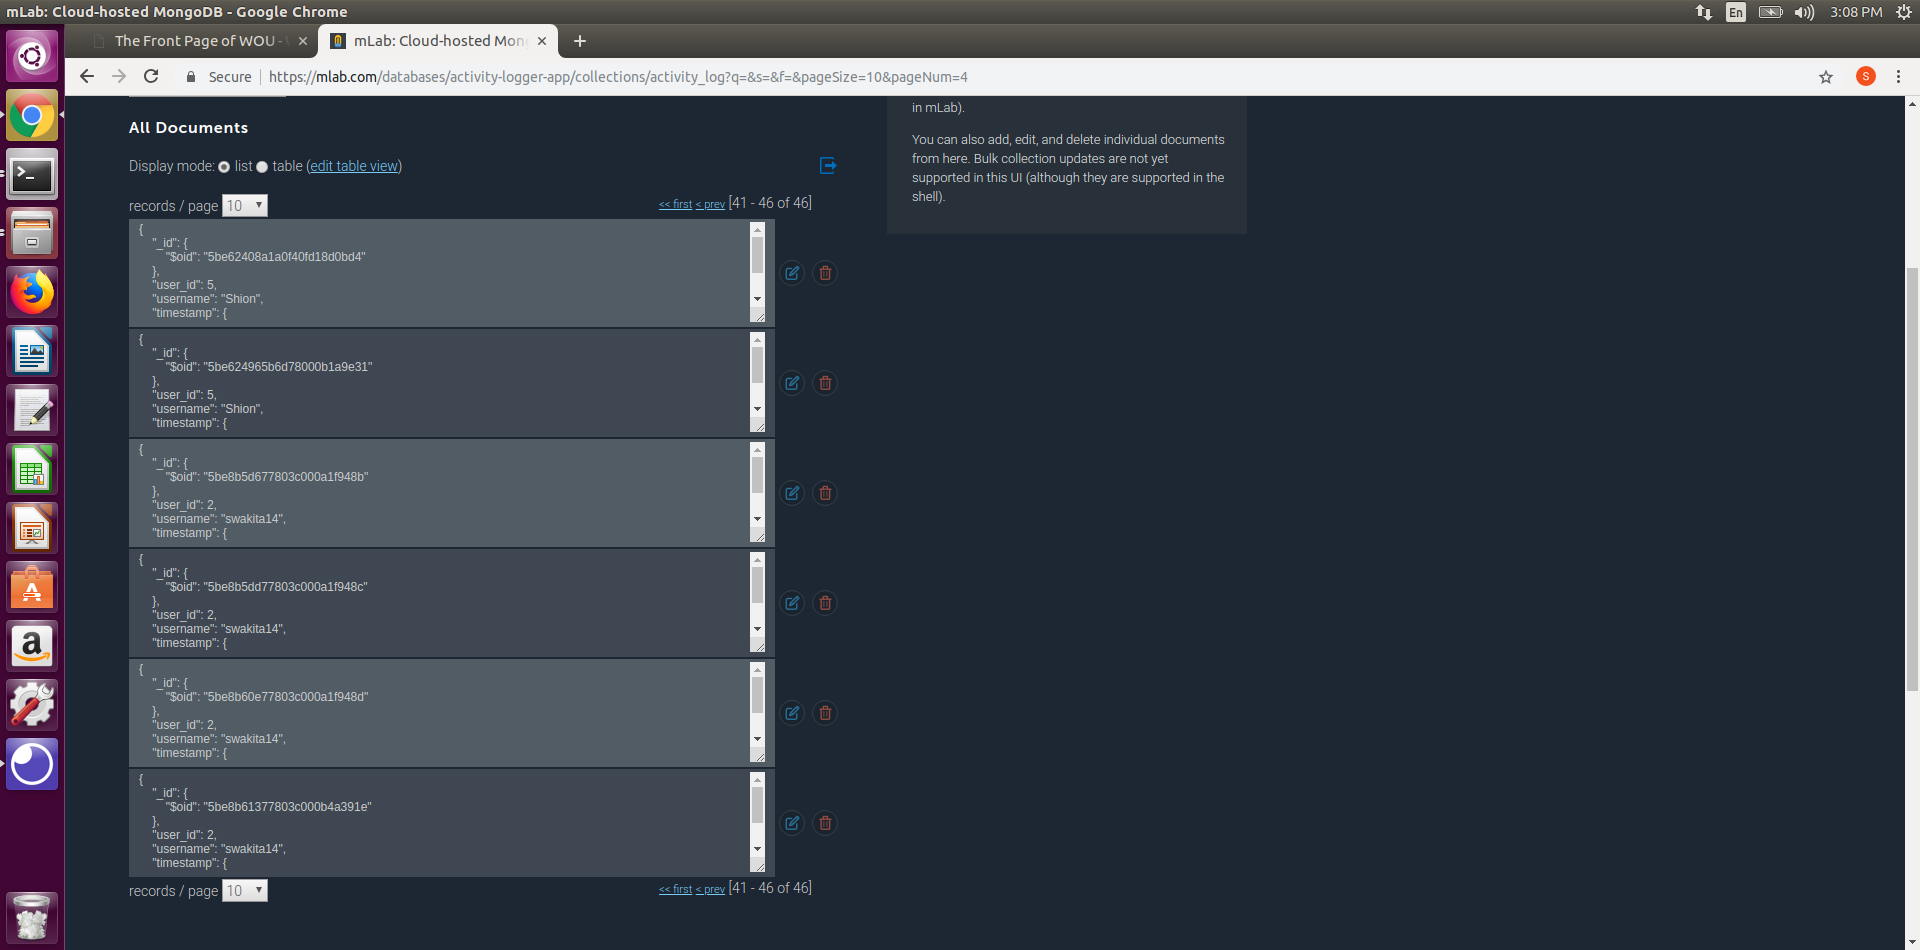 mLab: Cloud-hosted MongoDB - Google Chrome
En
3:08 PM
The Front Page of WOU -
mLab: Cloud-hosted Mon
Secure
https://mlab.com/databases/activity-logger-app/collections/activity_log?q=&s=&f=&pageSize=10&pageNum=4
S
in mLab).
You can also add, edit, and delete individual documents
from here. Bulk collection updates are not yet
supported in this UI (although they are supported in the
shell).
All Documents
Display mode: list table (edit table view)
records / page 10
<< first < prev [41 - 46 of 46]
{
"_id": {
"$oid": "5be62408a1a0f40fd18d0bd4"
},
"user_id": 5,
"username": "Shion",
"timestamp": {
{
"_id": {
"$oid": "5be624965b6d78000b1a9e31"
},
"user_id": 5,
"username": "Shion",
"timestamp": {
{
"_id": {
"$oid": "5be8b5d677803c000a1f948b"
},
"user_id": 2,
"username": "swakita14",
"timestamp": {
{
"_id": {
"$oid": "5be8b5dd77803c000a1f948c"
},
"user_id": 2,
"username": "swakita14",
"timestamp": {
{
"_id": {
"$oid": "5be8b60e77803c000a1f948d"
},
"user_id": 2,
"username": "swakita14",
"timestamp": {
{
"_id": {
"$oid": "5be8b61377803c000b4a391e"
},
"user_id": 2,
"username": "swakita14",
"timestamp": {
records / page 10
<< first < prev [41 - 46 of 46]